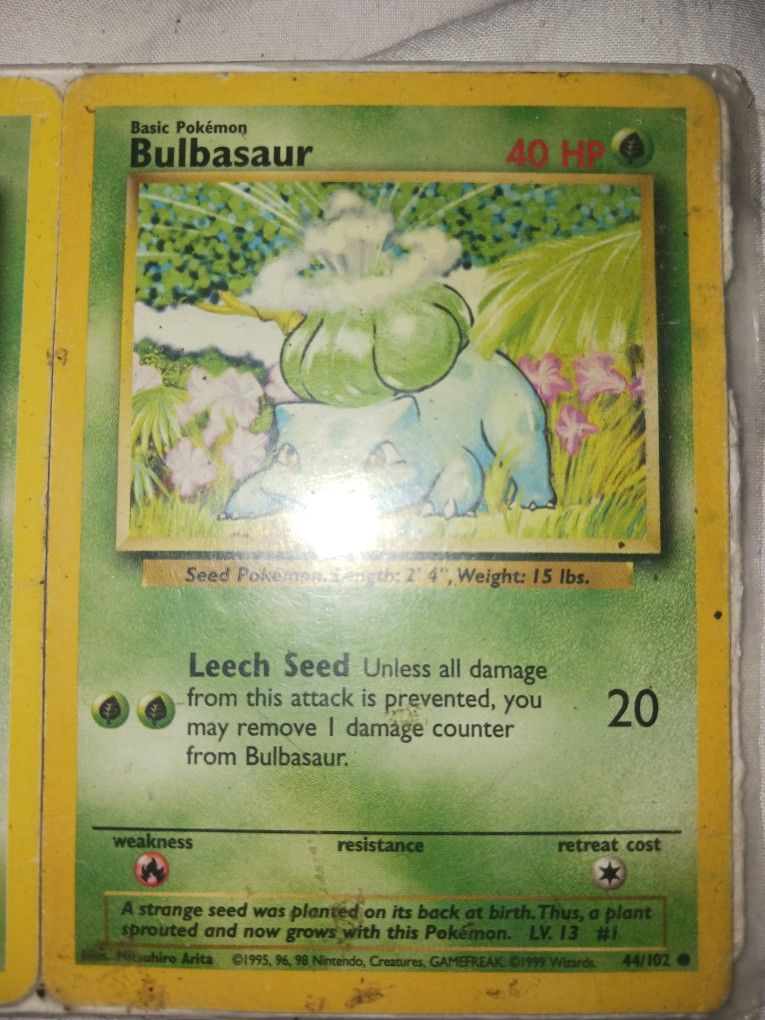 Basic Pokémon
Bulbasaur 40 HP
Seed Pokémon. Length: 2' 4", Weight: 15 lbs.
Leech Seed Unless all damage
from this attack is prevented, you
may remove 1 damage counter
from Bulbasaur.
20
weakness resistance retreat cost
A strange seed was planted on its back at birth. Thus, a plant
sprouted and now grows with this Pokémon. LV. 13 #1
Illus. Mitsuhiro Arita ©1995, 96, 98 Nintendo, Creatures, GAMEFREAK. ©1999 Wizards. 44/102